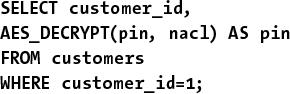 SELECT customer_id,
AES_DECRYPT(pin, nacl) AS pin
FROM customers
WHERE customer_id=1;